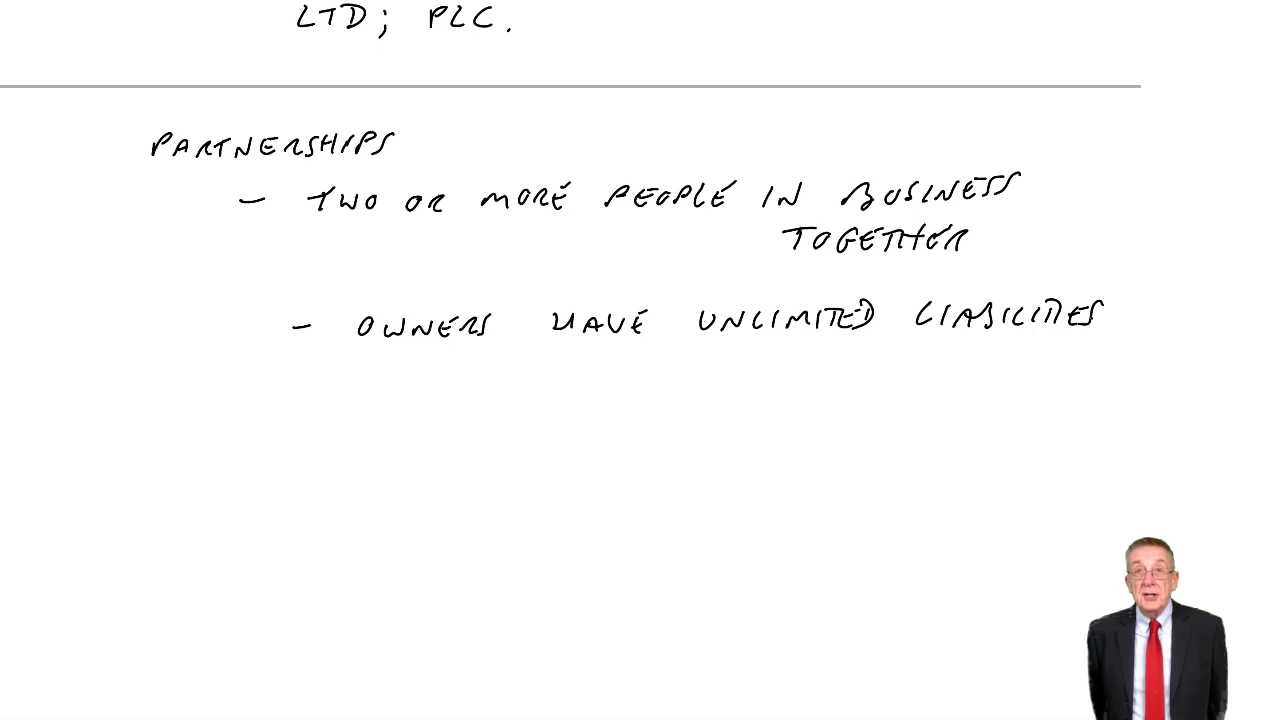 LTD; PLC.
PARTNERSHIPS
- TWO OR MORE PEOPLE IN BUSINESS
TOGETHER
- OWNERS HAVE UNLIMITED LIABILITIES